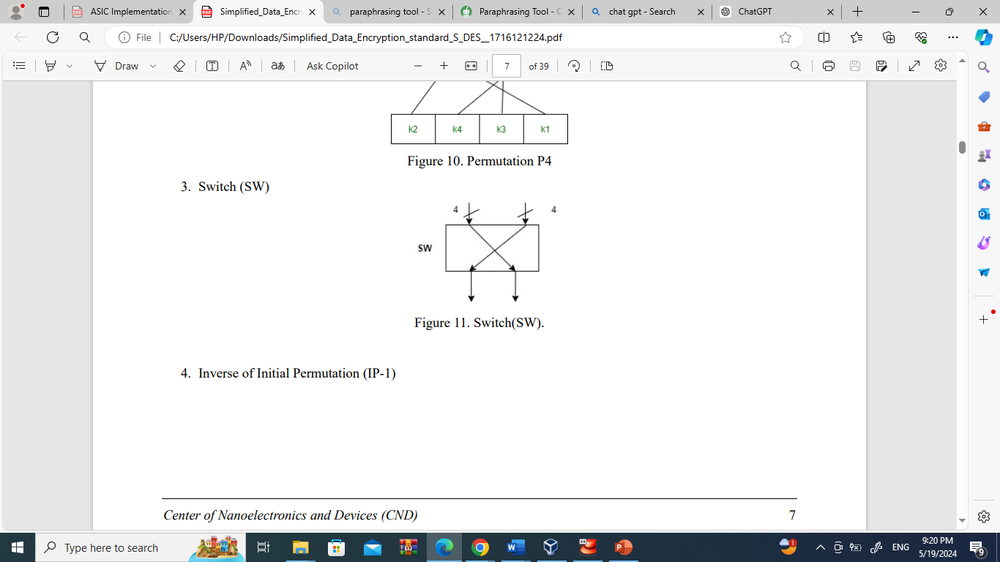 ASIC Implementation
Simplified_Data_Encr
paraphrasing tool - S
Paraphrasing Tool - C
chat gpt - Search
ChatGPT
File
C:/Users/HP/Downloads/Simplified_Data_Encryption_standard_S_DES__1716121224.pdf
Draw
aあ
Ask Copilot
7
of 39
k2 k4 k3 k1
Figure 10. Permutation P4
3. Switch (SW)
4 4
SW
Figure 11. Switch(SW).
4. Inverse of Initial Permutation (IP-1)
Center of Nanoelectronics and Devices (CND) 7
Type here to search
1
ENG
9:20 PM
5/19/2024
9